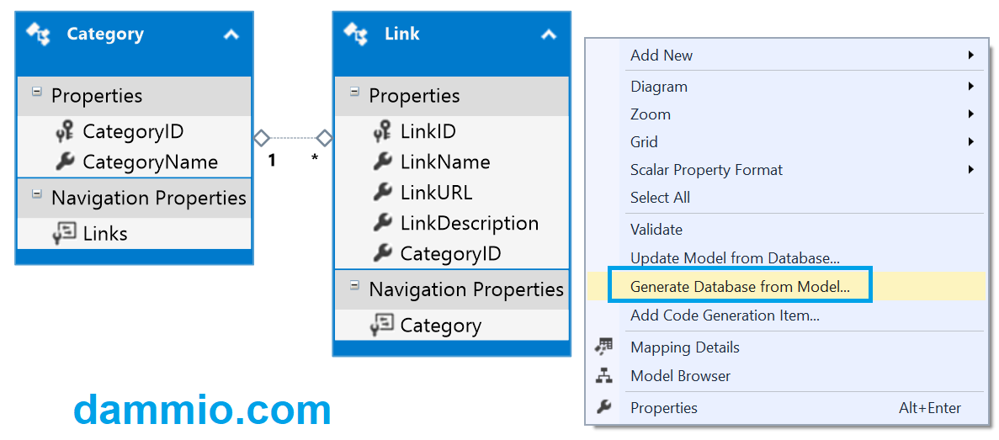 Category
Properties
CategoryID
CategoryName
Navigation Properties
Links
1
*
Link
Properties
LinkID
LinkName
LinkURL
LinkDescription
CategoryID
Navigation Properties
Category
Add New
Diagram
Zoom
Grid
Scalar Property Format
Select All
Validate
Update Model from Database...
Generate Database from Model...
Add Code Generation Item...
Mapping Details
Model Browser
Properties Alt+Enter
dammio.com